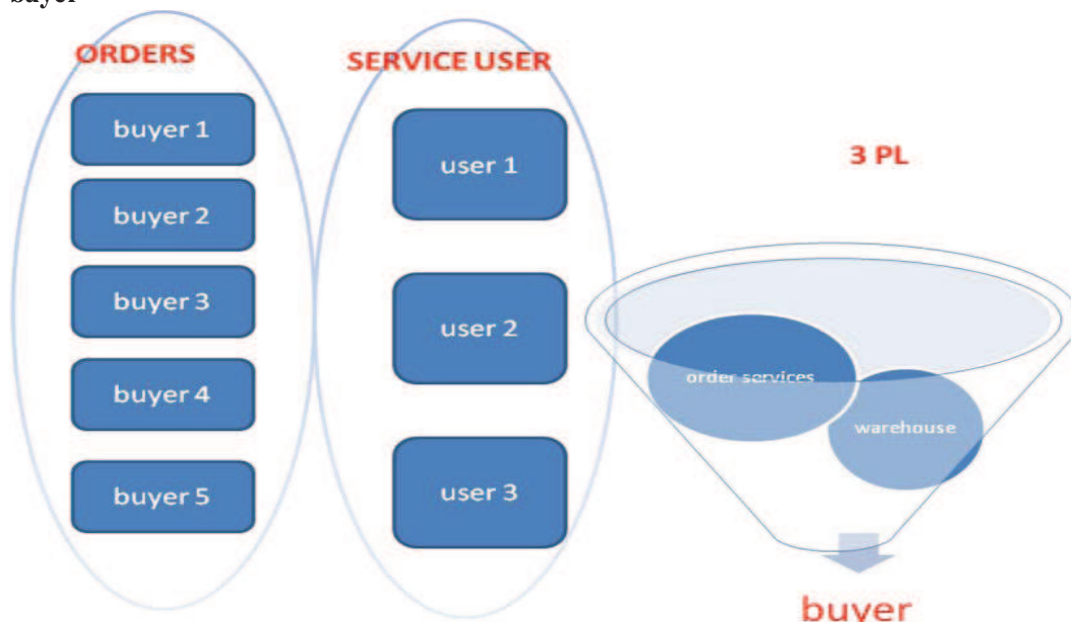 buyer
ORDERS
buyer 1
buyer 2
buyer 3
buyer 4
buyer 5
SERVICE USER
user 1
user 2
user 3
3 PL
order services
warehouse
buyer